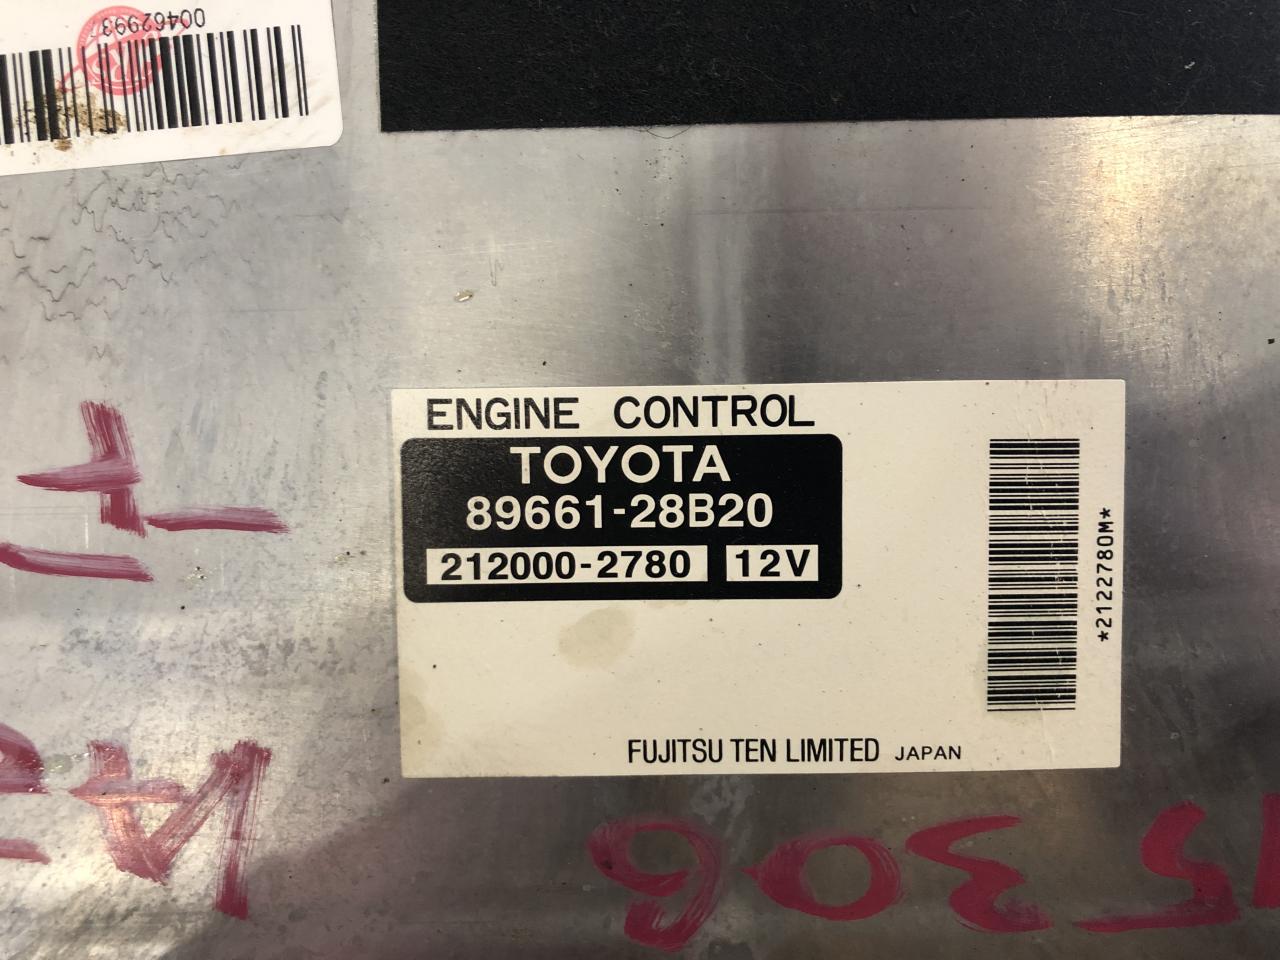 00462993
ENGINE CONTROL
TOYOTA
89661-28B20
212000-2780 12V
*2122780M*
FUJITSU TEN LIMITED JAPAN